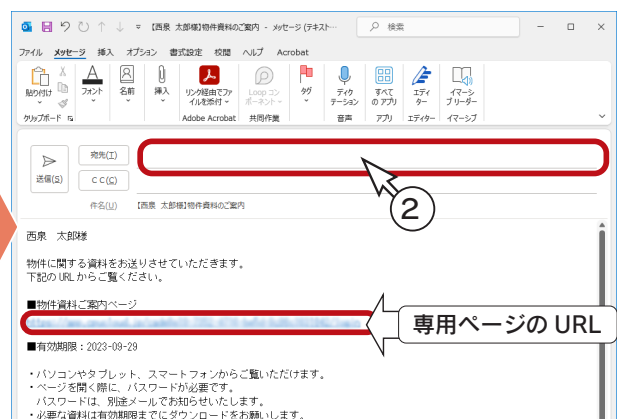 【西泉 太郎様】物件資料のご案内 - メッセージ (テキスト…
検索
ファイル メッセージ 挿入 オプション 書式設定 校閲 ヘルプ Acrobat
貼り付け フォント 名前 挿入 リンク経由でファイルを添付 Loop コンポーネント タグ ディクテーション すべてのアプリ エディター イマーシブ リーダー
クリップボード Adobe Acrobat 共同作業 音声 アプリ エディター イマーシブ
宛先(I)
送信(S)
CC(C)
2
件名(U) 【西泉 太郎様】物件資料のご案内
西泉 太郎様
物件に関する資料をお送りさせていただきます。
下記の URL からご覧ください。
■物件資料ご案内ページ
専用ページの URL
■有効期限：2023-09-29
・パソコンやタブレット、スマートフォンからご覧いただけます。
・ページを開く際に、パスワードが必要です。
パスワードは、別途メールでお知らせいたします。
・必要な資料は有効期限までにダウンロードをお願いします。